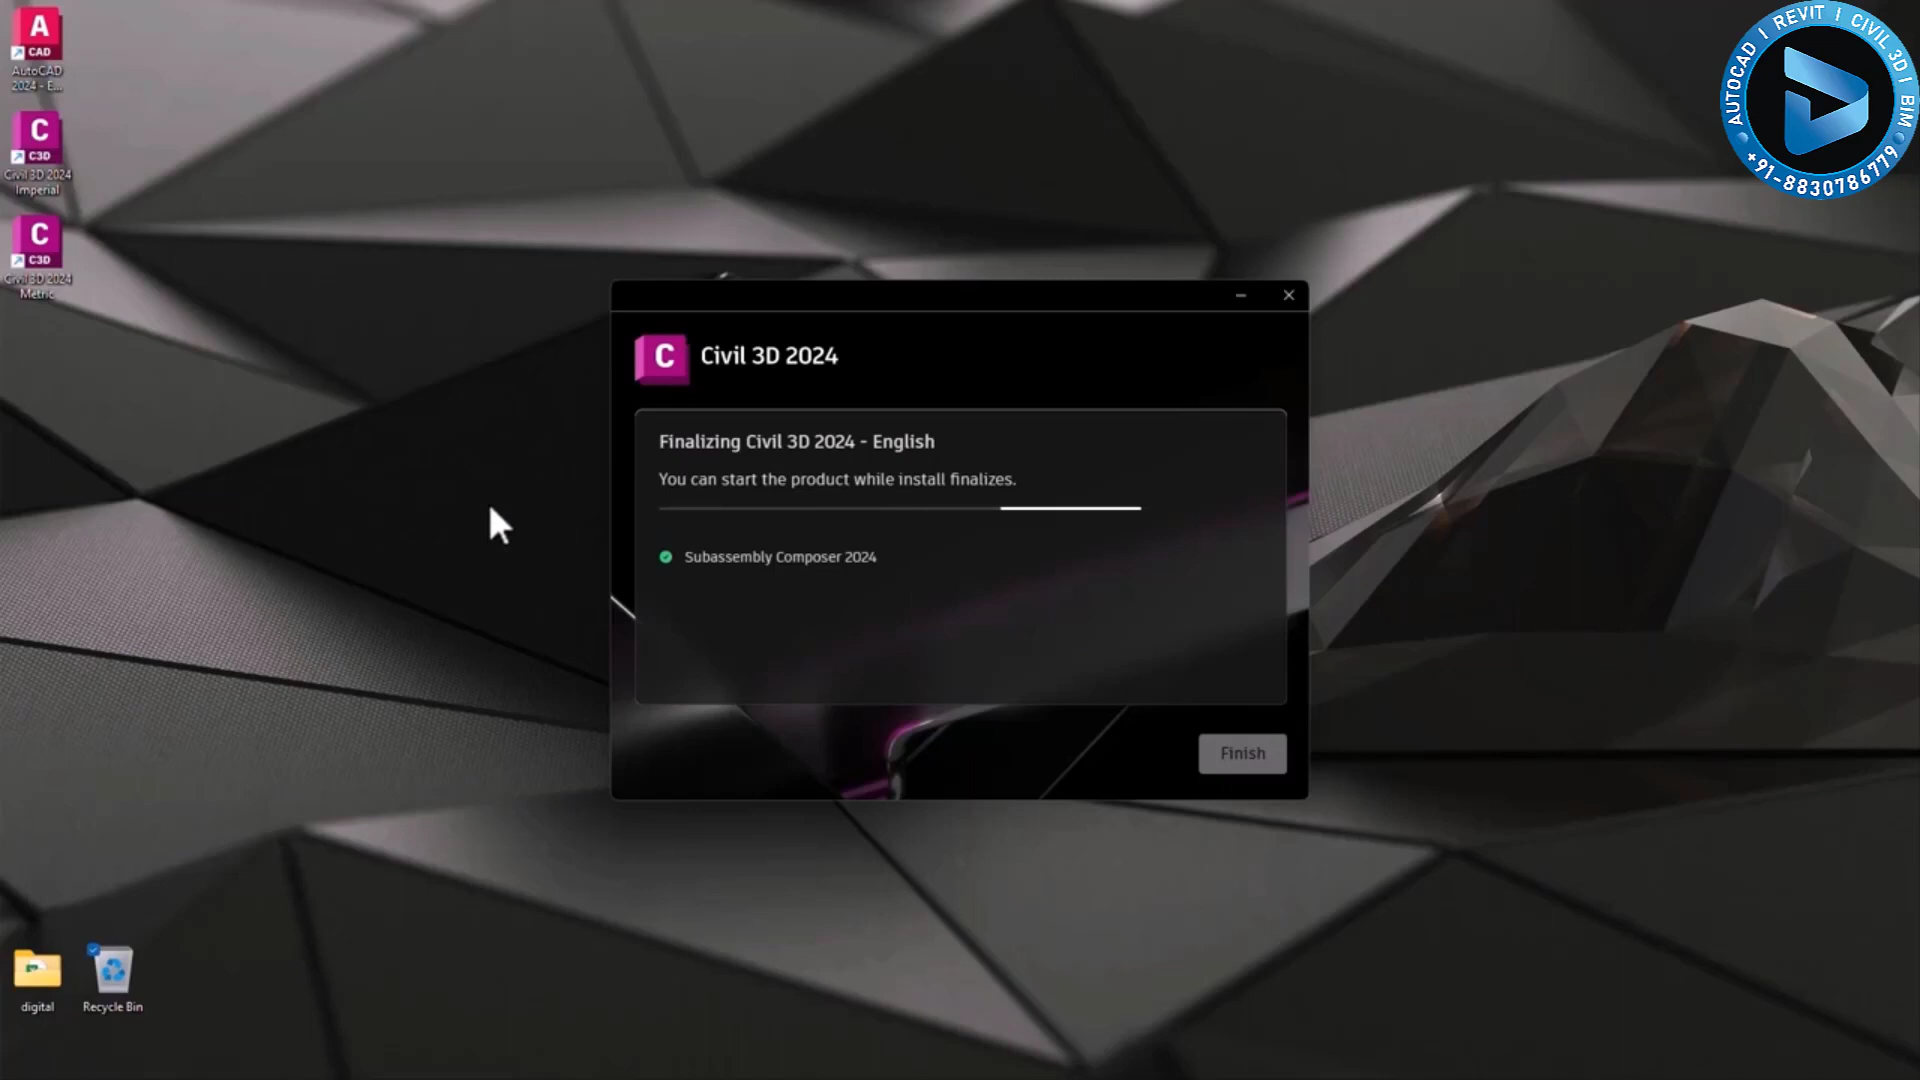 A
CAD
AutoCAD
2024 - E...
C
C3D
Civil 3D 2024
Imperial
C
C3D
Civil 3D 2024
Metric
AUTOCAD | REVIT | CIVIL 3D | BIM
+91-8830786779
C Civil 3D 2024
Finalizing Civil 3D 2024 - English
You can start the product while install finalizes.
Subassembly Composer 2024
Finish
digital
Recycle Bin